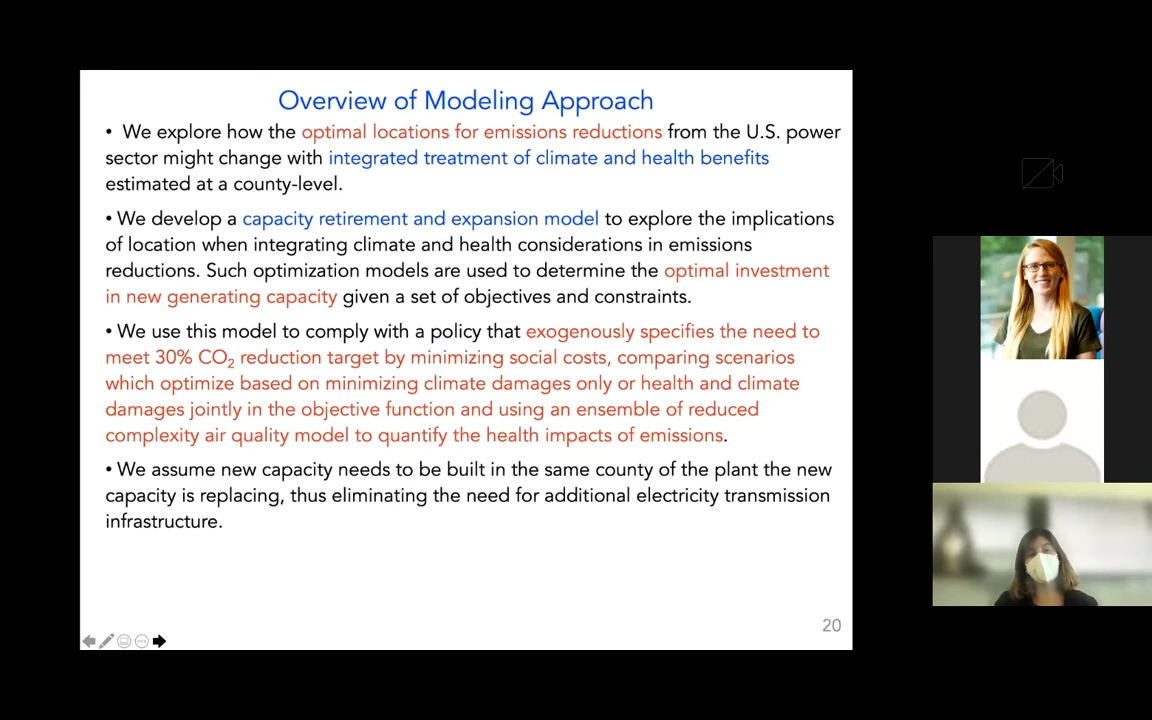 Overview of Modeling Approach
• We explore how the optimal locations for emissions reductions from the U.S. power
sector might change with integrated treatment of climate and health benefits
estimated at a county-level.
• We develop a capacity retirement and expansion model to explore the implications
of location when integrating climate and health considerations in emissions
reductions. Such optimization models are used to determine the optimal investment
in new generating capacity given a set of objectives and constraints.
• We use this model to comply with a policy that exogenously specifies the need to
meet 30% CO₂ reduction target by minimizing social costs, comparing scenarios
which optimize based on minimizing climate damages only or health and climate
damages jointly in the objective function and using an ensemble of reduced
complexity air quality model to quantify the health impacts of emissions.
• We assume new capacity needs to be built in the same county of the plant the new
capacity is replacing, thus eliminating the need for additional electricity transmission
infrastructure.
20